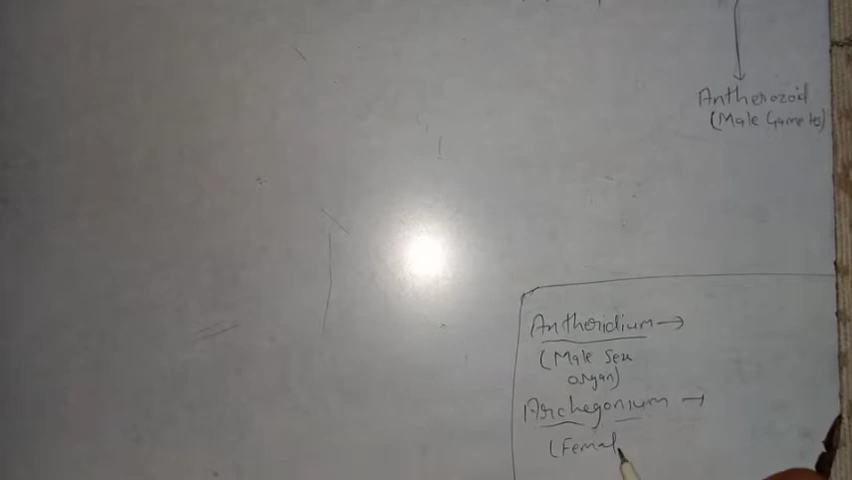 Antherozoid
(Male Gametes)
Antheridium →
(Male Sex
organ)
Archegonium →
(Femal